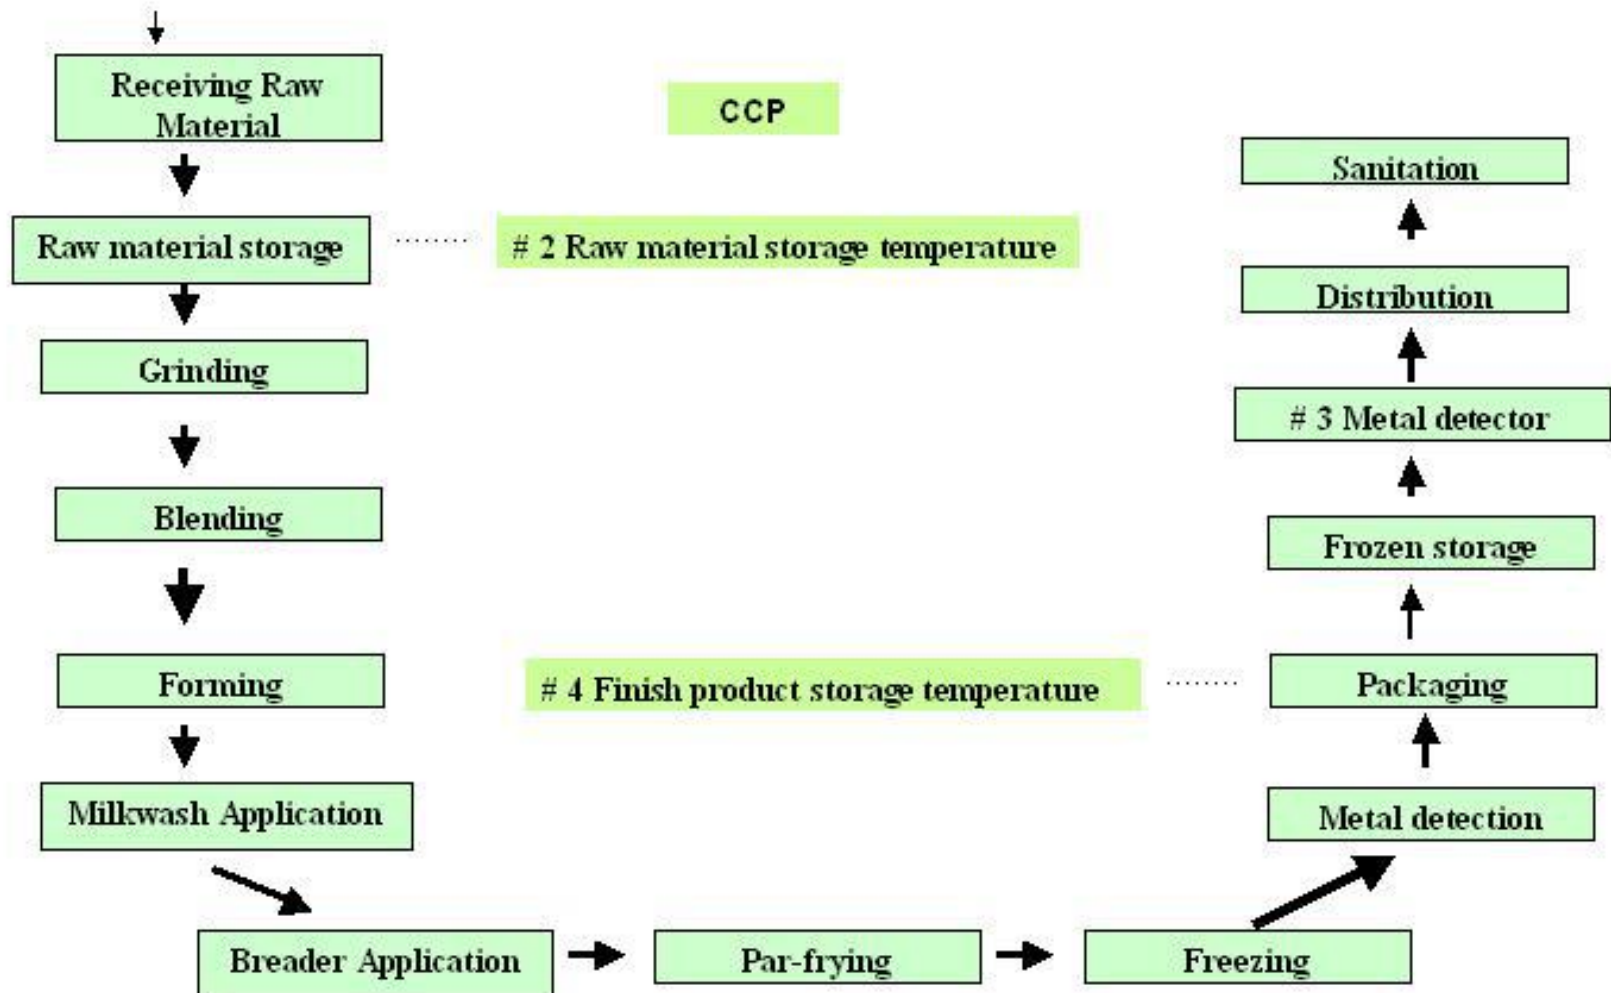 Receiving Raw
Material
CCP
Raw material storage
# 2 Raw material storage temperature
Grinding
Blending
Forming
Milkwash Application
Breader Application
Par-frying
Freezing
Metal detection
Packaging
# 4 Finish product storage temperature
Frozen storage
# 3 Metal detector
Distribution
Sanitation